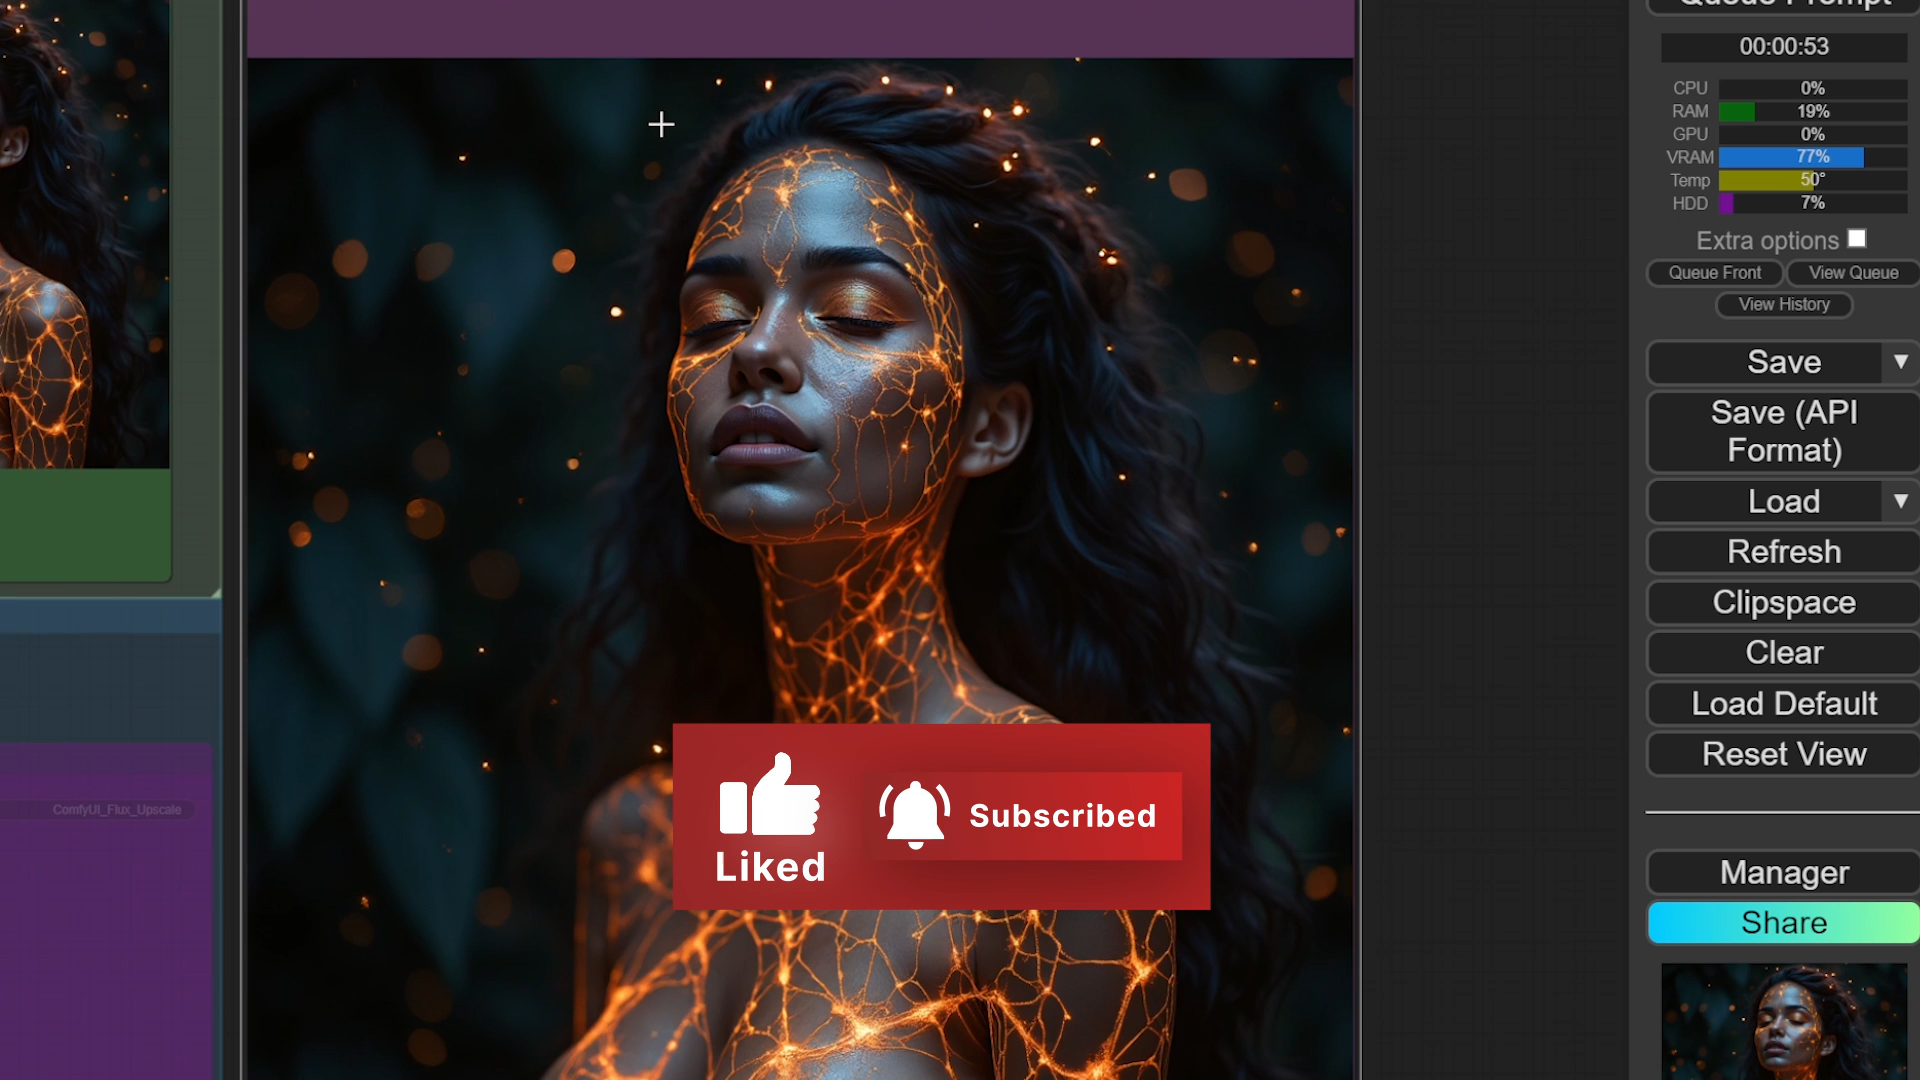 Queue Prompt
00:00:53
CPU 0%
RAM 19%
GPU 0%
VRAM 77%
Temp 50°
HDD 7%
Extra options
Queue Front View Queue
View History
Save ▼
Save (API
Format)
Load ▼
Refresh
Clipspace
Clear
Load Default
Reset View
ComfyUI_Flux_Upscale
Liked
Subscribed
Manager
Share